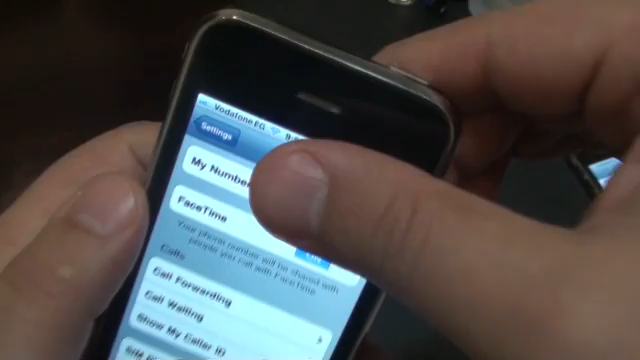 Vodafone EG
Settings
My Number
FaceTime
ON
Your phone number will be shared with
people you call with FaceTime
Calls
Call Forwarding
Call Waiting
Show My Caller ID